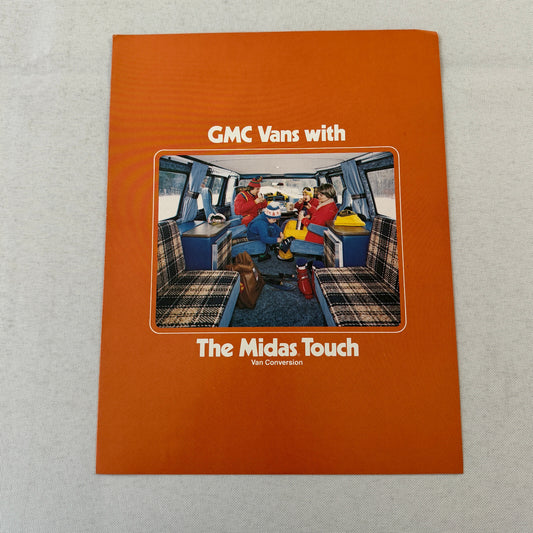 GMC Vans with
The Midas Touch
Van Conversion